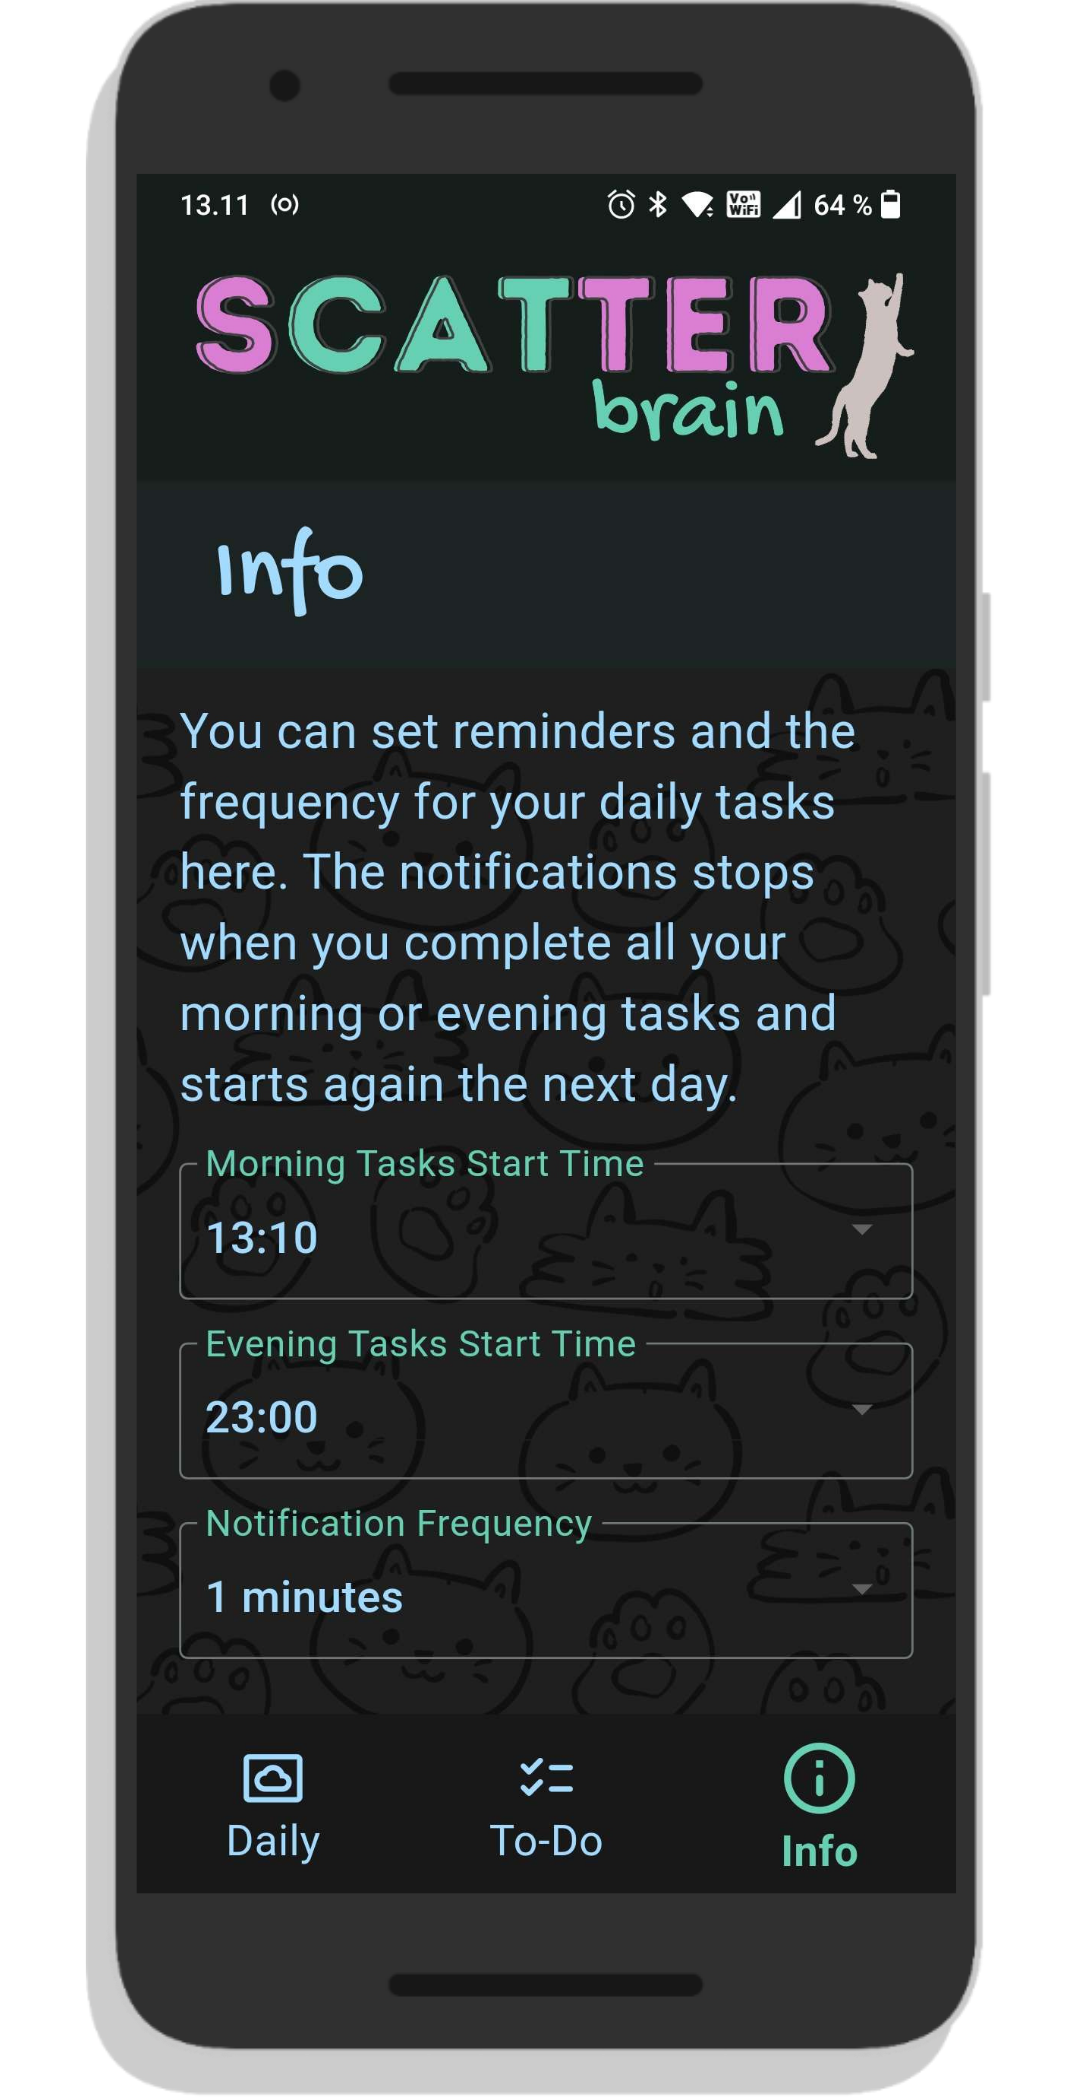 13.11 64 %
Vo WiFi
SCATTER
brain
Info
You can set reminders and the
frequency for your daily tasks
here. The notifications stops
when you complete all your
morning or evening tasks and
starts again the next day.
Morning Tasks Start Time
13:10
Evening Tasks Start Time
23:00
Notification Frequency
1 minutes
Daily To-Do Info